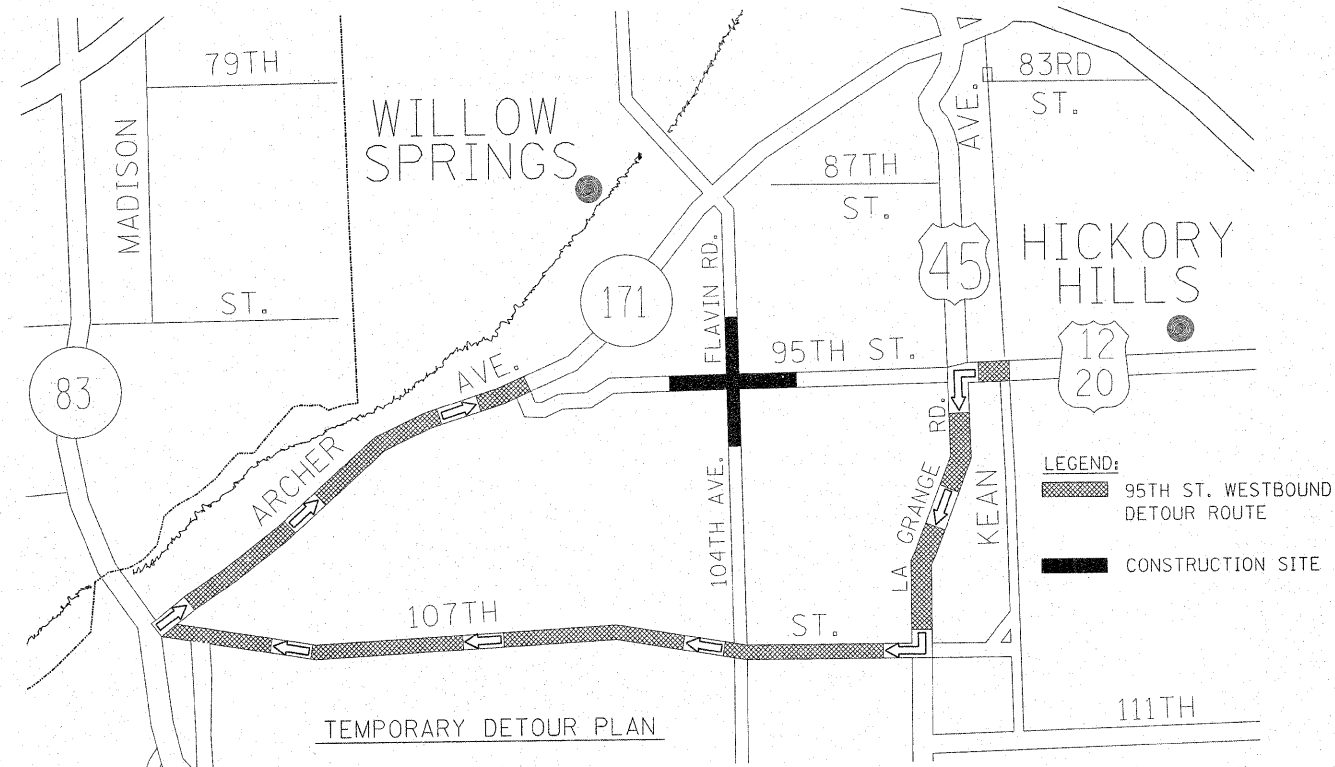 79TH
83RD
ST.
MADISON
WILLOW
SPRINGS
AVE.
87TH
ST.
FLAVIN RD.
45
HICKORY
HILLS
171
ST.
12
20
95TH ST.
AVE.
83
ARCHER
LA GRANGE RD.
KEAN
104TH AVE.
LEGEND:
95TH ST. WESTBOUND
DETOUR ROUTE
CONSTRUCTION SITE
107TH
ST.
111TH
TEMPORARY DETOUR PLAN